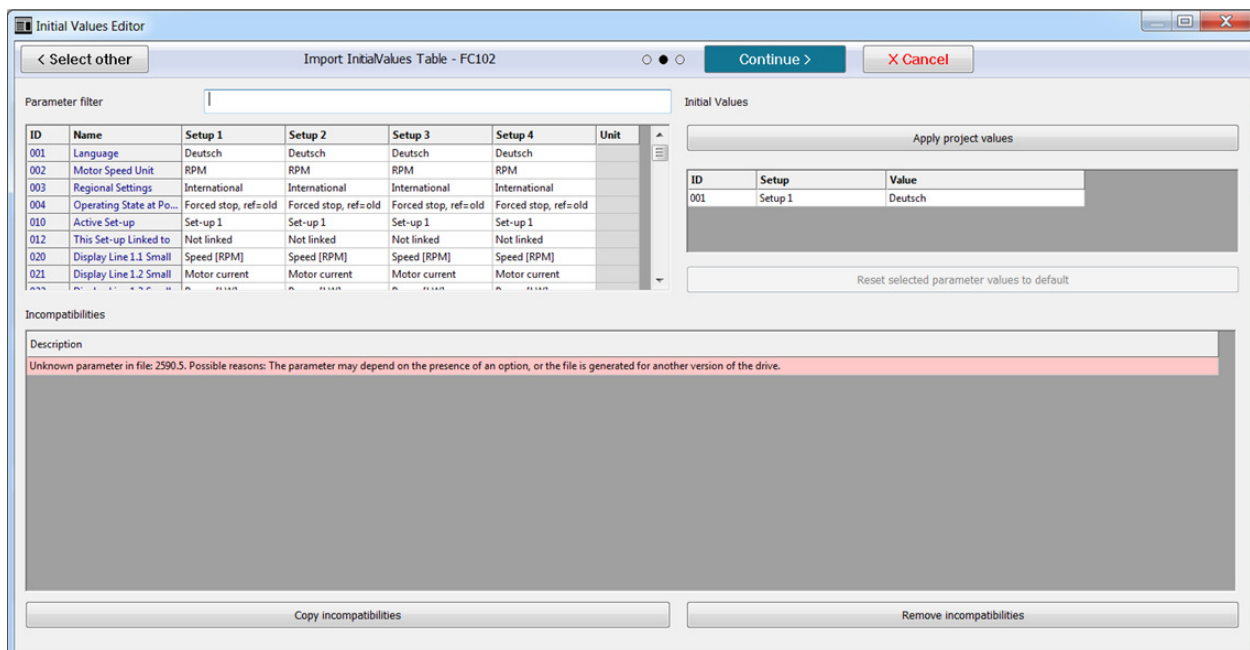 Initial Values Editor
< Select other
Import InitialValues Table - FC102
Continue >
X Cancel
Parameter filter
Initial Values
ID Name Setup 1 Setup 2 Setup 3 Setup 4 Unit
001 Language Deutsch Deutsch Deutsch Deutsch
002 Motor Speed Unit RPM RPM RPM RPM
003 Regional Settings International International International International
004 Operating State at Po... Forced stop, ref=old Forced stop, ref=old Forced stop, ref=old Forced stop, ref=old
010 Active Set-up Set-up 1 Set-up 1 Set-up 1 Set-up 1
012 This Set-up Linked to Not linked Not linked Not linked Not linked
020 Display Line 1.1 Small Speed [RPM] Speed [RPM] Speed [RPM] Speed [RPM]
021 Display Line 1.2 Small Motor current Motor current Motor current Motor current
Apply project values
ID Setup Value
001 Setup 1 Deutsch
Reset selected parameter values to default
Incompatibilities
Description
Unknown parameter in file: 2590.5. Possible reasons: The parameter may depend on the presence of an option, or the file is generated for another version of the drive.
Copy incompatibilities
Remove incompatibilities